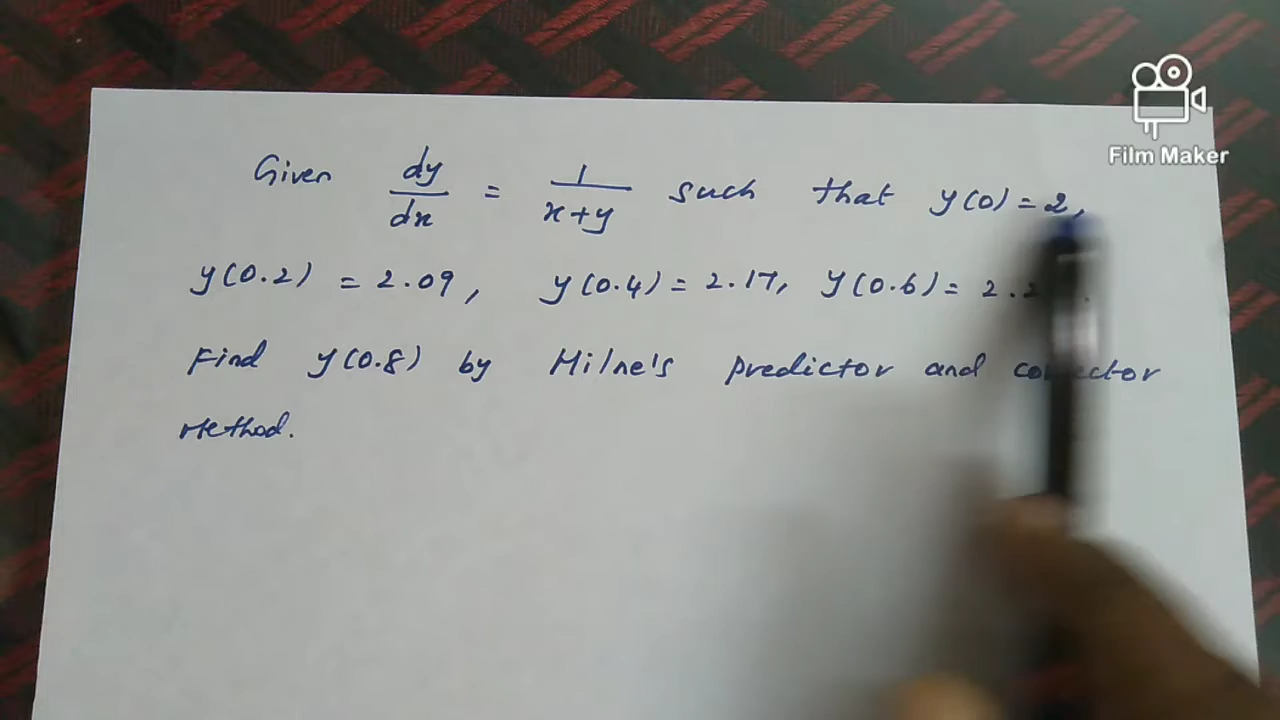 Given dy/dx = 1/x+y such that y(0) = 2,
y(0.2) = 2.09, y(0.4) = 2.17, y(0.6) = 2.2
Find y(0.8) by Milne's predictor and
Method.
Film Maker